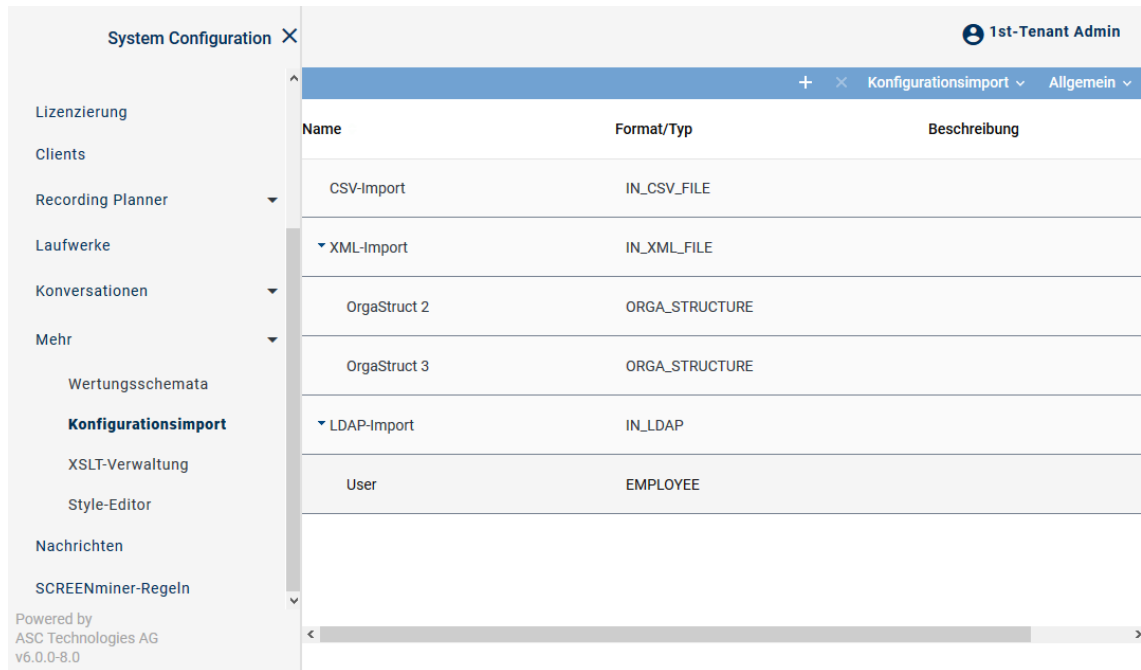 System Configuration
1st-Tenant Admin
Konfigurationsimport
Allgemein
Lizenzierung
Clients
Recording Planner
Laufwerke
Konversationen
Mehr
Wertungsschemata
Konfigurationsimport
XSLT-Verwaltung
Style-Editor
Nachrichten
SCREENminer-Regeln
Powered by
ASC Technologies AG
v6.0.0-8.0
Name Format/Typ Beschreibung
CSV-Import IN_CSV_FILE
XML-Import IN_XML_FILE
OrgaStruct 2 ORGA_STRUCTURE
OrgaStruct 3 ORGA_STRUCTURE
LDAP-Import IN_LDAP
User EMPLOYEE